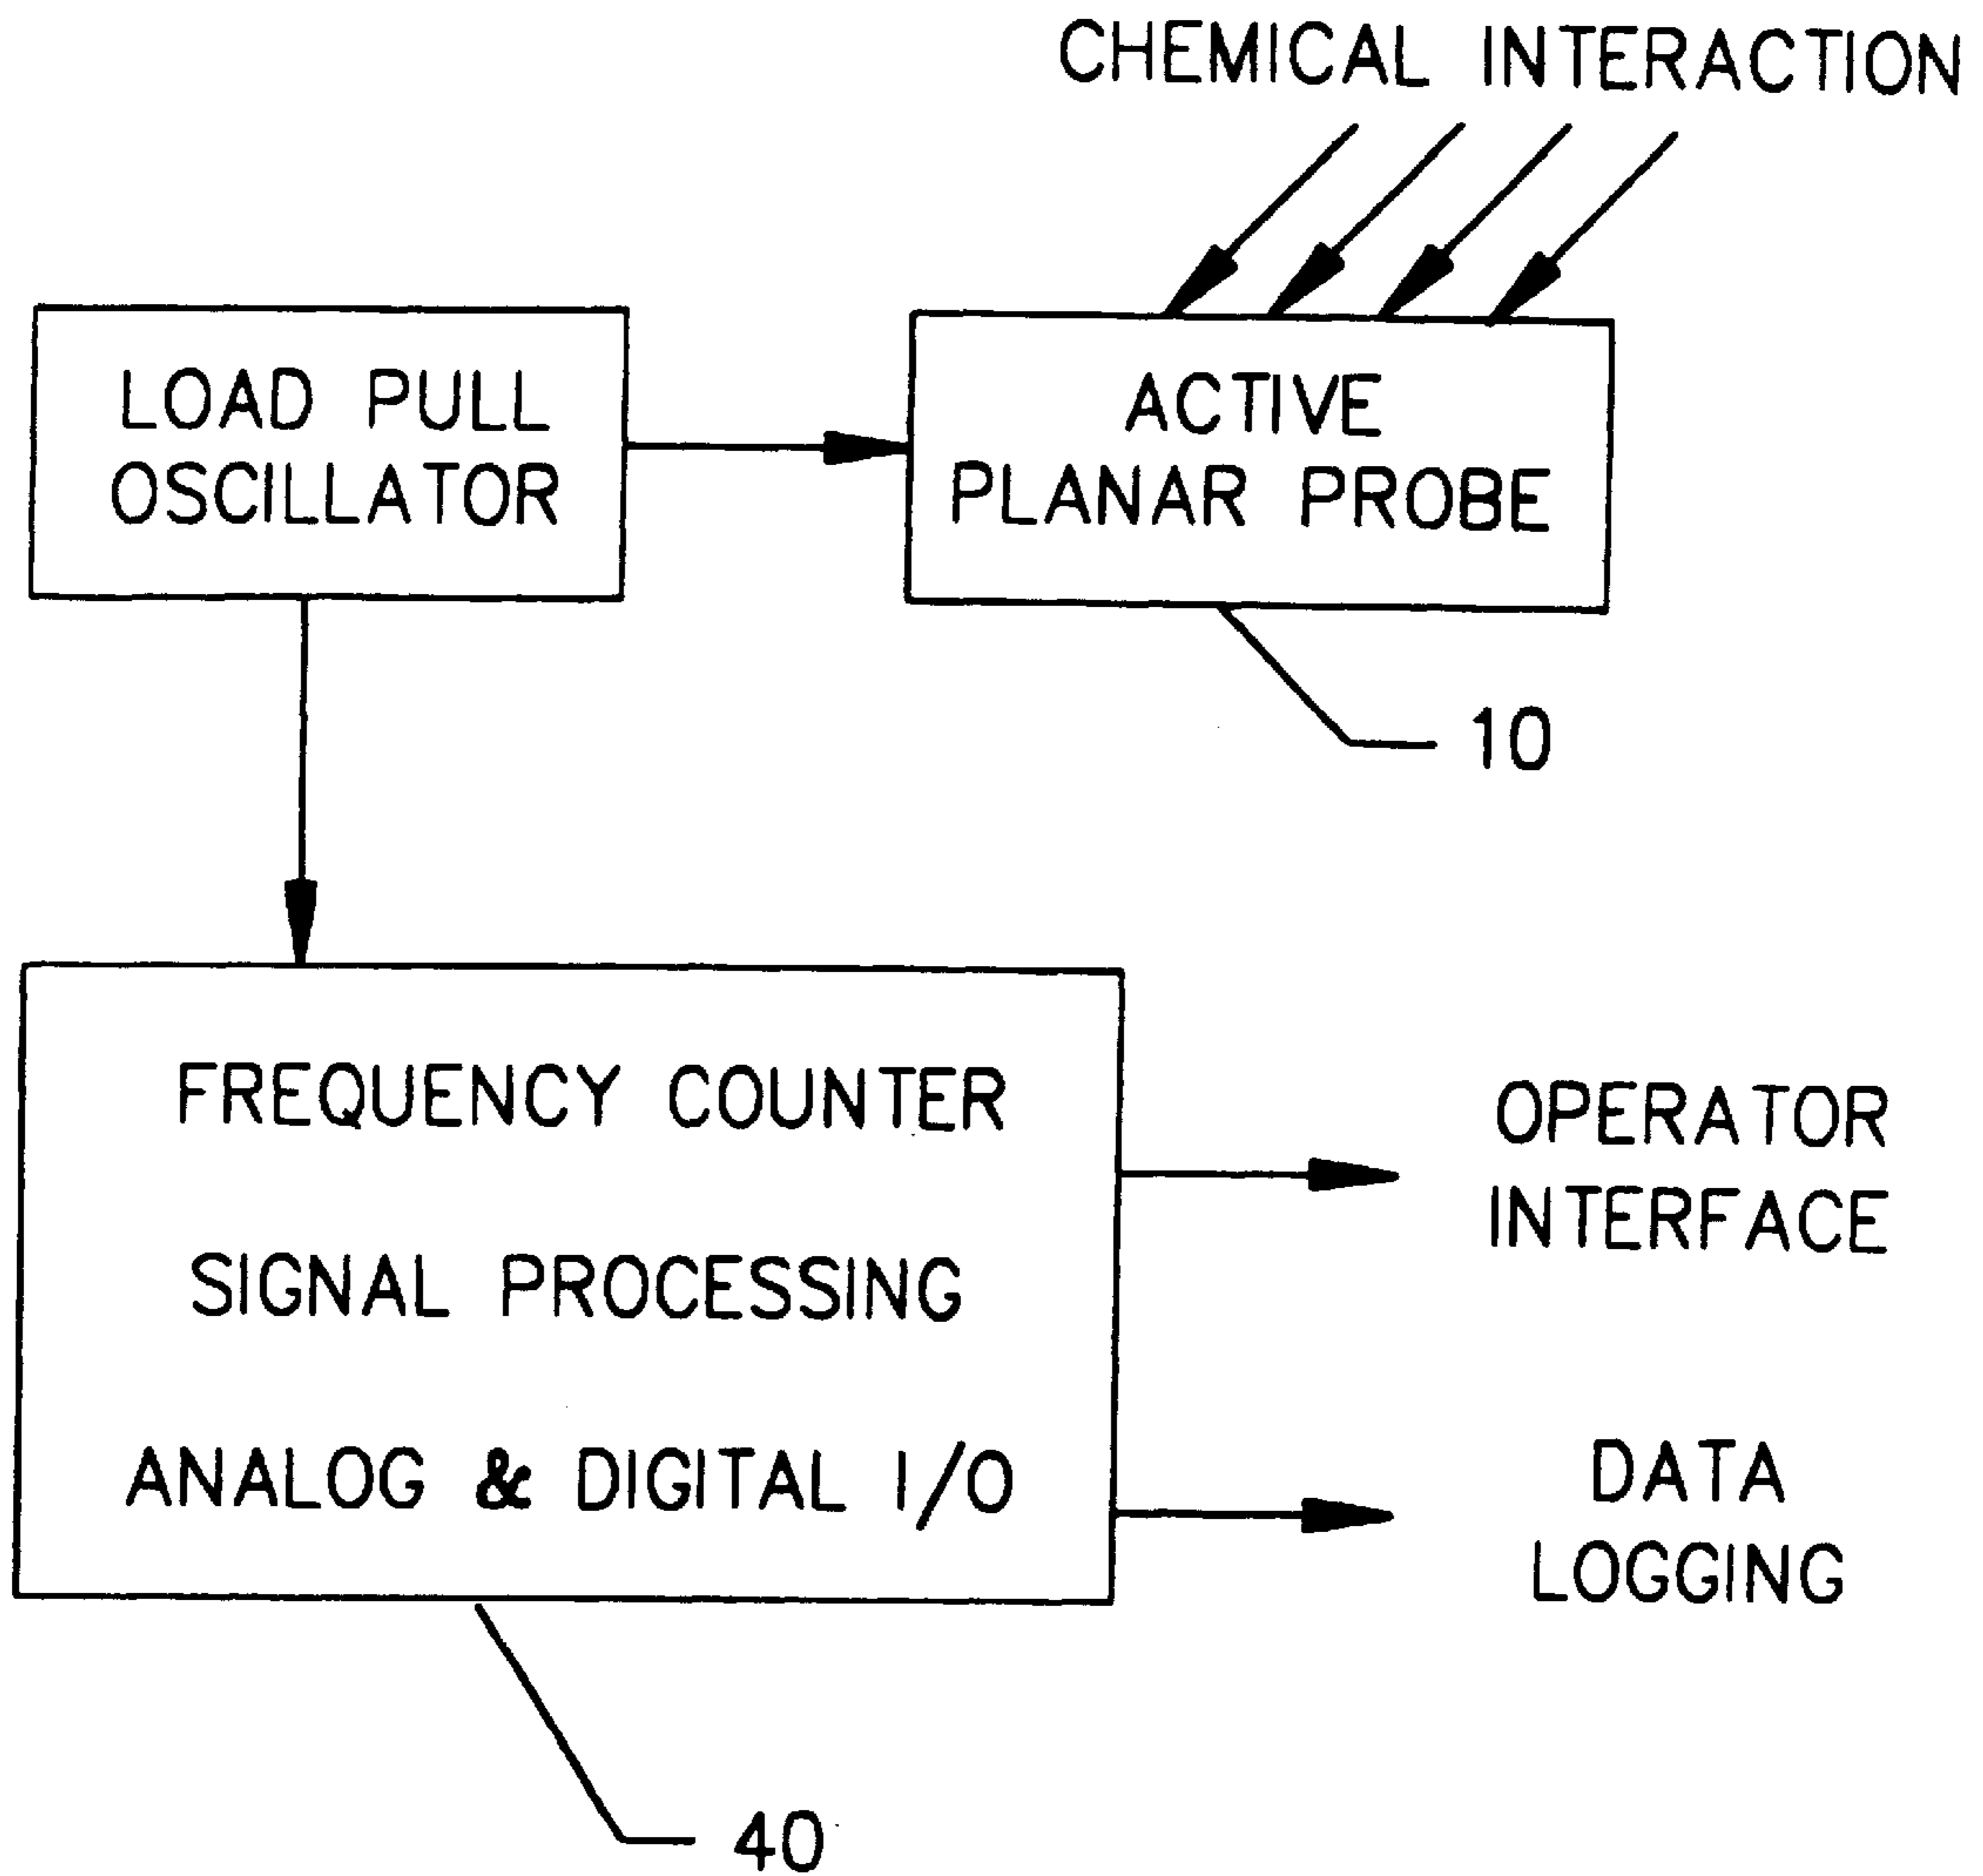 CHEMICAL INTERACTION
LOAD PULL
OSCILLATOR
ACTIVE
PLANAR PROBE
10
FREQUENCY COUNTER
SIGNAL PROCESSING
ANALOG & DIGITAL I/O
OPERATOR
INTERFACE
DATA
LOGGING
40